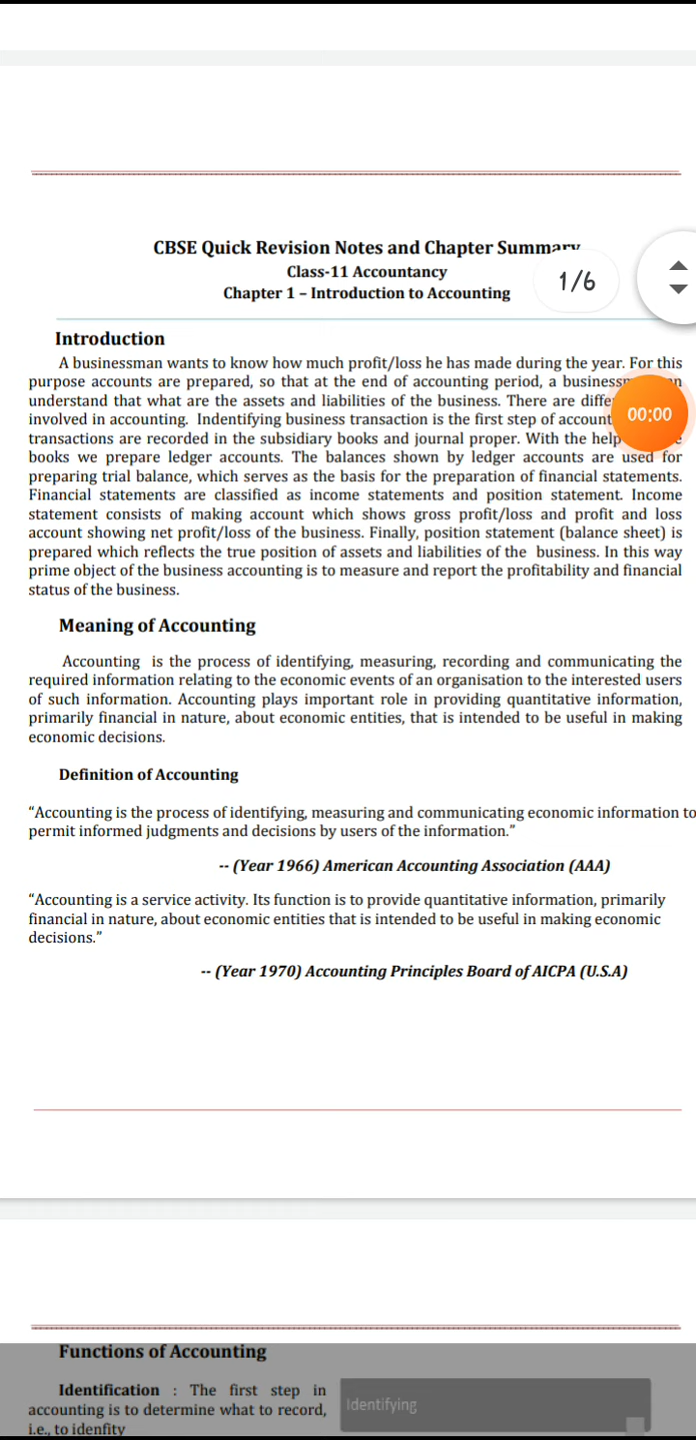 CBSE Quick Revision Notes and Chapter Summary
Class-11 Accountancy
1/6
Chapter 1 – Introduction to Accounting
Introduction
A businessman wants to know how much profit/loss he has made during the year. For this
purpose accounts are prepared, so that at the end of accounting period, a
understand that what are the assets and liabilities of the business. There are
00:00
involved in accounting. Indentifying business transaction is the first step of
transactions are recorded in the subsidiary books and journal proper. With the help
books we prepare ledger accounts. The balances shown by ledger accounts are used for
preparing trial balance, which serves as the basis for the preparation of financial statements.
Financial statements are classified as income statements and position statement. Income
statement consists of making account which shows gross profit/loss and profit and loss
account showing net profit/loss of the business. Finally, position statement (balance sheet) is
prepared which reflects the true position of assets and liabilities of the business. In this way
prime object of the business accounting is to measure and report the profitability and financial
status of the business.
Meaning of Accounting
Accounting is the process of identifying, measuring, recording and communicating the
required information relating to the economic events of an organisation to the interested users
of such information. Accounting plays important role in providing quantitative information,
primarily financial in nature, about economic entities, that is intended to be useful in making
economic decisions.
Definition of Accounting
“Accounting is the process of identifying, measuring and communicating economic information to
permit informed judgments and decisions by users of the information.”
-- (Year 1966) American Accounting Association (AAA)
“Accounting is a service activity. Its function is to provide quantitative information, primarily
financial in nature, about economic entities that is intended to be useful in making economic
decisions.”
-- (Year 1970) Accounting Principles Board of AICPA (U.S.A)
Functions of Accounting
Identification : The first step in
accounting is to determine what to record,
i.e., to idenfity
Identifying